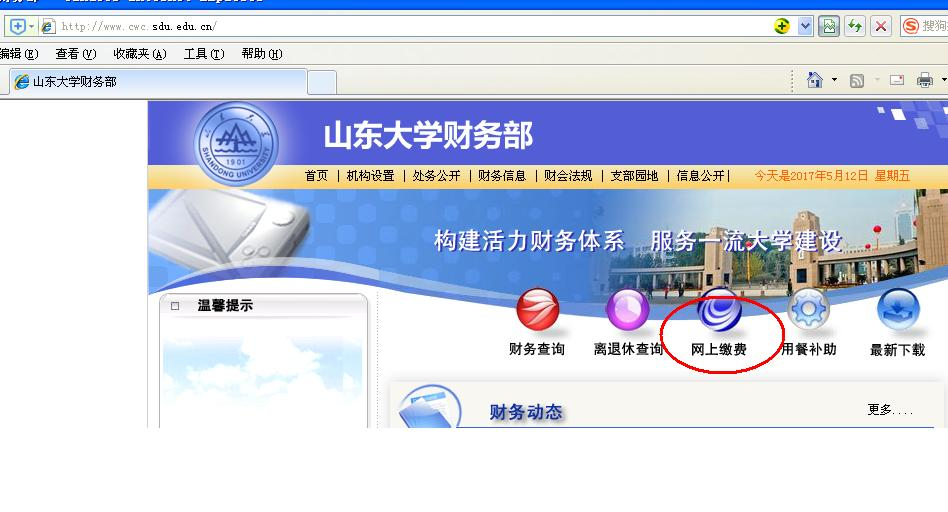 http://www.cwc.sdu.edu.cn/
搜狗
编辑(E) 查看(V) 收藏夹(A) 工具(T) 帮助(H)
山东大学财务部
山东大学财务部
SHANDONG UNIVERSITY
1901
首页 | 机构设置 | 处务公开 | 财务信息 | 财会法规 | 支部园地 | 信息公开 | 今天是2017年5月12日 星期五
构建活力财务体系 服务一流大学建设
温馨提示
财务查询 离退休查询 网上缴费 用餐补助 最新下载
财务动态 更多....